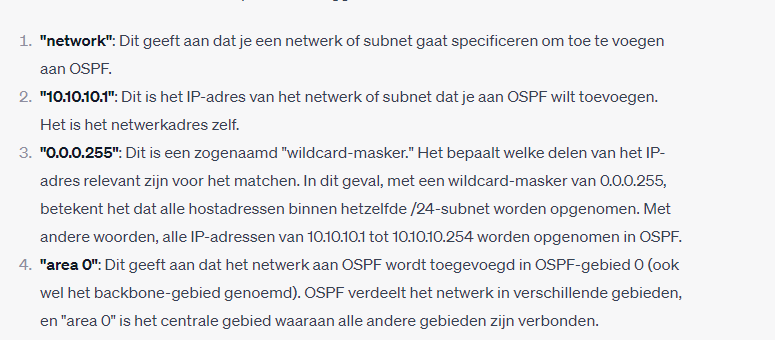 1. "network": Dit geeft aan dat je een netwerk of subnet gaat specificeren om toe te voegen
aan OSPF.
2. "10.10.10.1": Dit is het IP-adres van het netwerk of subnet dat je aan OSPF wilt toevoegen.
Het is het netwerkadres zelf.
3. "0.0.0.255": Dit is een zogenaamd "wildcard-masker." Het bepaalt welke delen van het IP-
adres relevant zijn voor het matchen. In dit geval, met een wildcard-masker van 0.0.0.255,
betekent het dat alle hostadressen binnen hetzelfde /24-subnet worden opgenomen. Met
andere woorden, alle IP-adressen van 10.10.10.1 tot 10.10.10.254 worden opgenomen in OSPF.
4. "area 0": Dit geeft aan dat het netwerk aan OSPF wordt toegevoegd in OSPF-gebied 0 (ook
wel het backbone-gebied genoemd). OSPF verdeelt het netwerk in verschillende gebieden,
en "area 0" is het centrale gebied waaraan alle andere gebieden zijn verbonden.